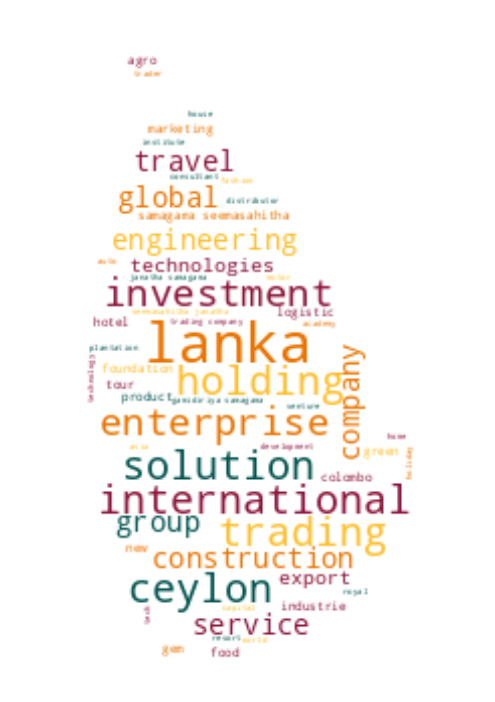 agro
trader
house
marketing
institute
travel
consultant fashion
global distributor
samagama seemasahitha
engineering
auto technologies
janatha samagama motor
investment
seemasahitha janatha logistic
hotel trading company academy
lanka
plantation
technology
foundation holding
company
tour
product gamidiriya samagama
venture
enterprise
home
asia development green
holiday
solution
colombo
international
group trading
new construction
ceylon export
royal
tech
capital industrie
service
resort world
gem food